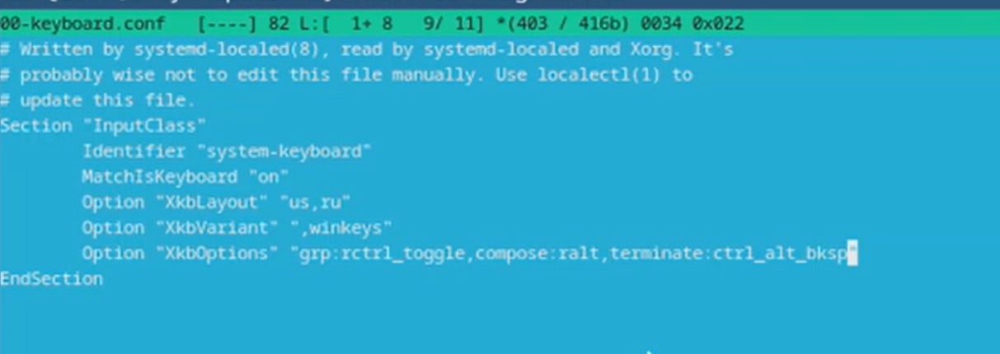 00-keyboard.conf   [----] 82 L:[  1+ 8   9/ 11] *(403 / 416b) 0034 0x022
# Written by systemd-localed(8), read by systemd-localed and Xorg. It's
# probably wise not to edit this file manually. Use localectl(1) to
# update this file.
Section "InputClass"
        Identifier "system-keyboard"
        MatchIsKeyboard "on"
        Option "XkbLayout" "us,ru"
        Option "XkbVariant" ",winkeys"
        Option "XkbOptions" "grp:rctrl_toggle,compose:ralt,terminate:ctrl_alt_bksp"
EndSection